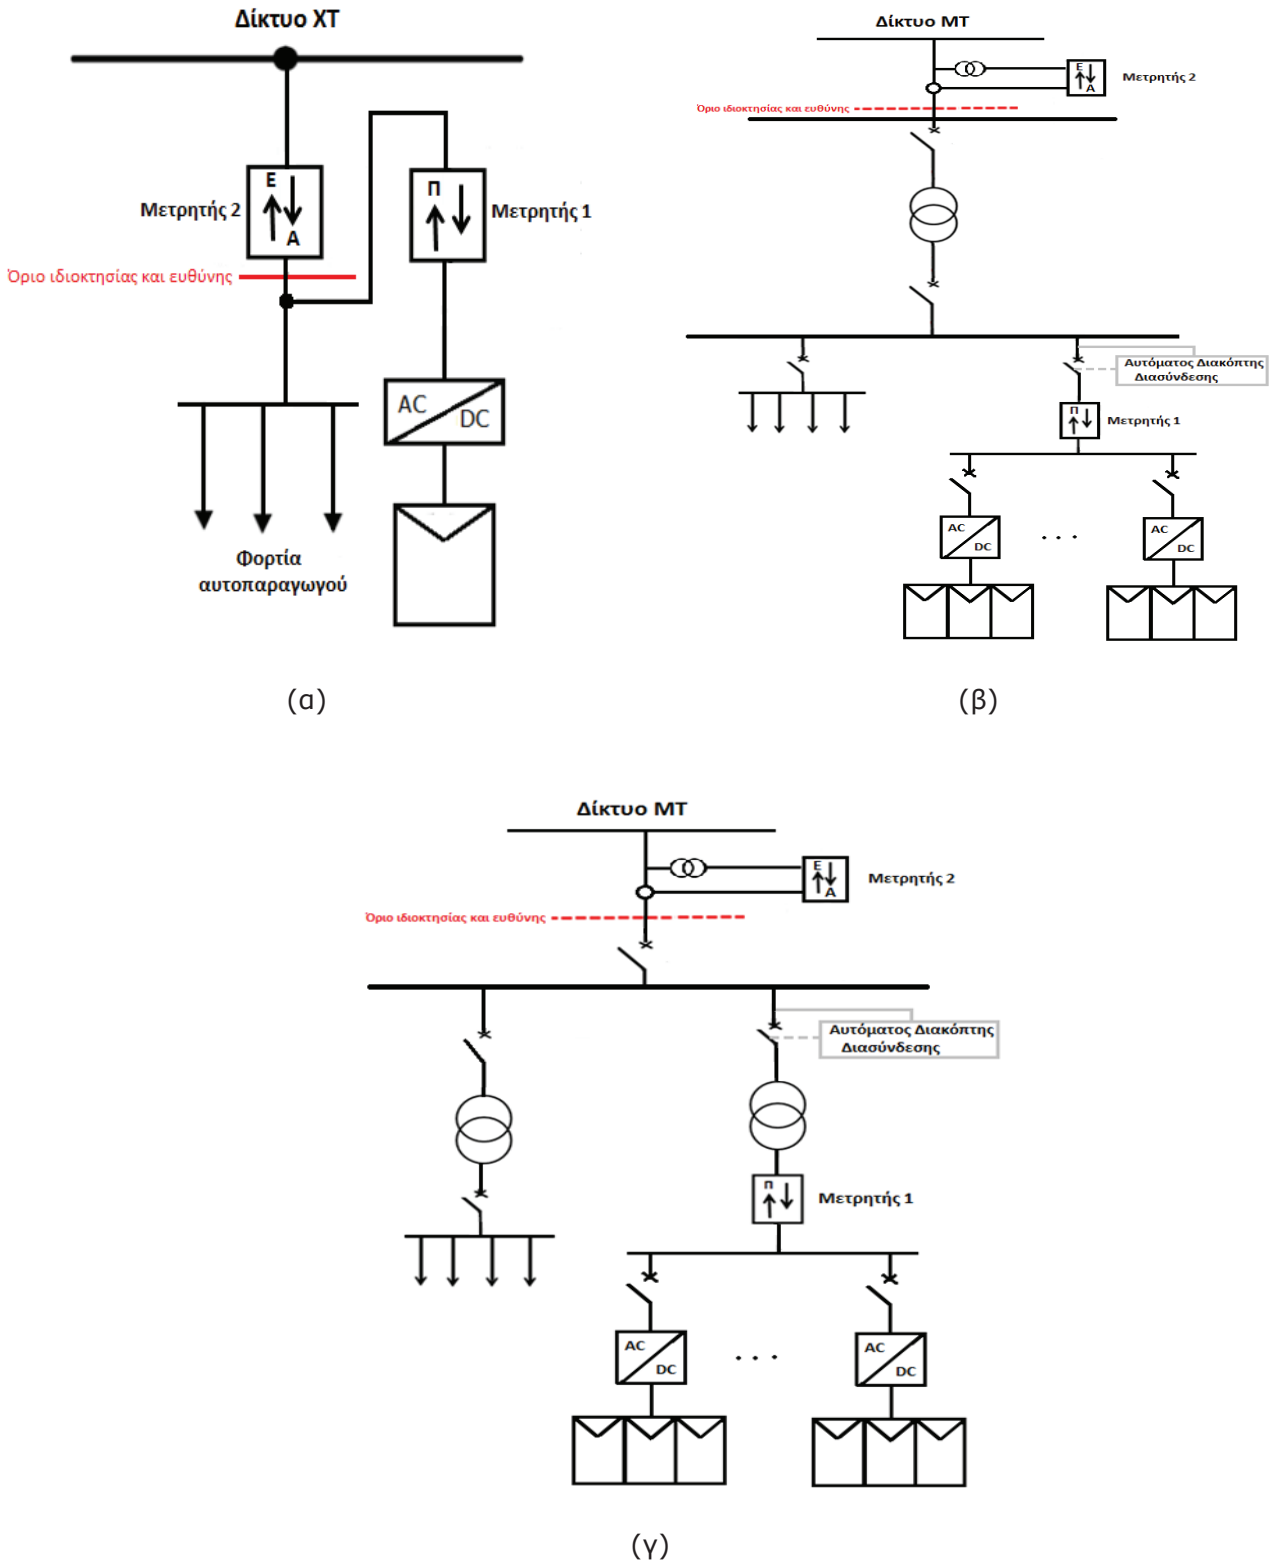 Δίκτυο ΧΤ
Ε
Α
Μετρητής 2
Π
Μετρητής 1
Όριο ιδιοκτησίας και ευθύνης
AC
DC
Φορτία
αυτοπαραγωγού
(α)
Δίκτυο ΜΤ
Ε
Α
Μετρητής 2
Όριο ιδιοκτησίας και ευθύνης
Αυτόματος Διακόπτης
Διασύνδεσης
Π
Μετρητής 1
AC
DC
. . .
AC
DC
(β)
Δίκτυο ΜΤ
Ε
Α
Μετρητής 2
Όριο ιδιοκτησίας και ευθύνης
Αυτόματος Διακόπτης
Διασύνδεσης
Π
Μετρητής 1
AC
DC
. . .
AC
DC
(γ)